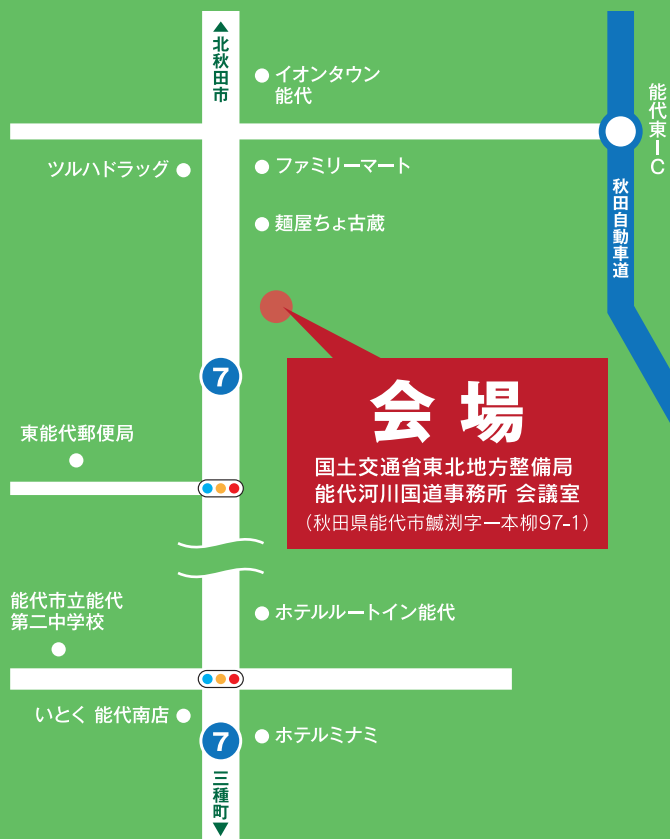 ▲北秋田市
イオンタウン
能代
能代東IC
ツルハドラッグ
ファミリーマート
秋田自動車道
麺屋ちょ古蔵
7
会場
国土交通省東北地方整備局
能代河川国道事務所 会議室
（秋田県能代市鰄渕字一本柳97-1）
東能代郵便局
能代市立能代
第二中学校
ホテルルートイン能代
いとく 能代南店
7
ホテルミナミ
三種町▼